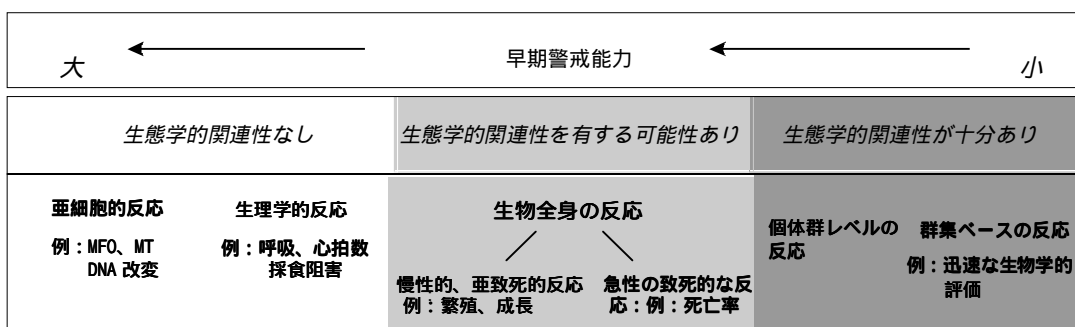 大
早期警戒能力
小
生態学的関連性なし
生態学的関連性を有する可能性あり
生態学的関連性が十分あり
亜細胞的反応
例：MFO、MT
DNA 改変
生理学的反応
例：呼吸、心拍数
採食阻害
生物全身の反応
慢性的、亜致死的反応
例：繁殖、成長
急性の致死的な反
応：例：死亡率
個体群レベルの
反応
群集ベースの反応
例：迅速な生物学的
評価